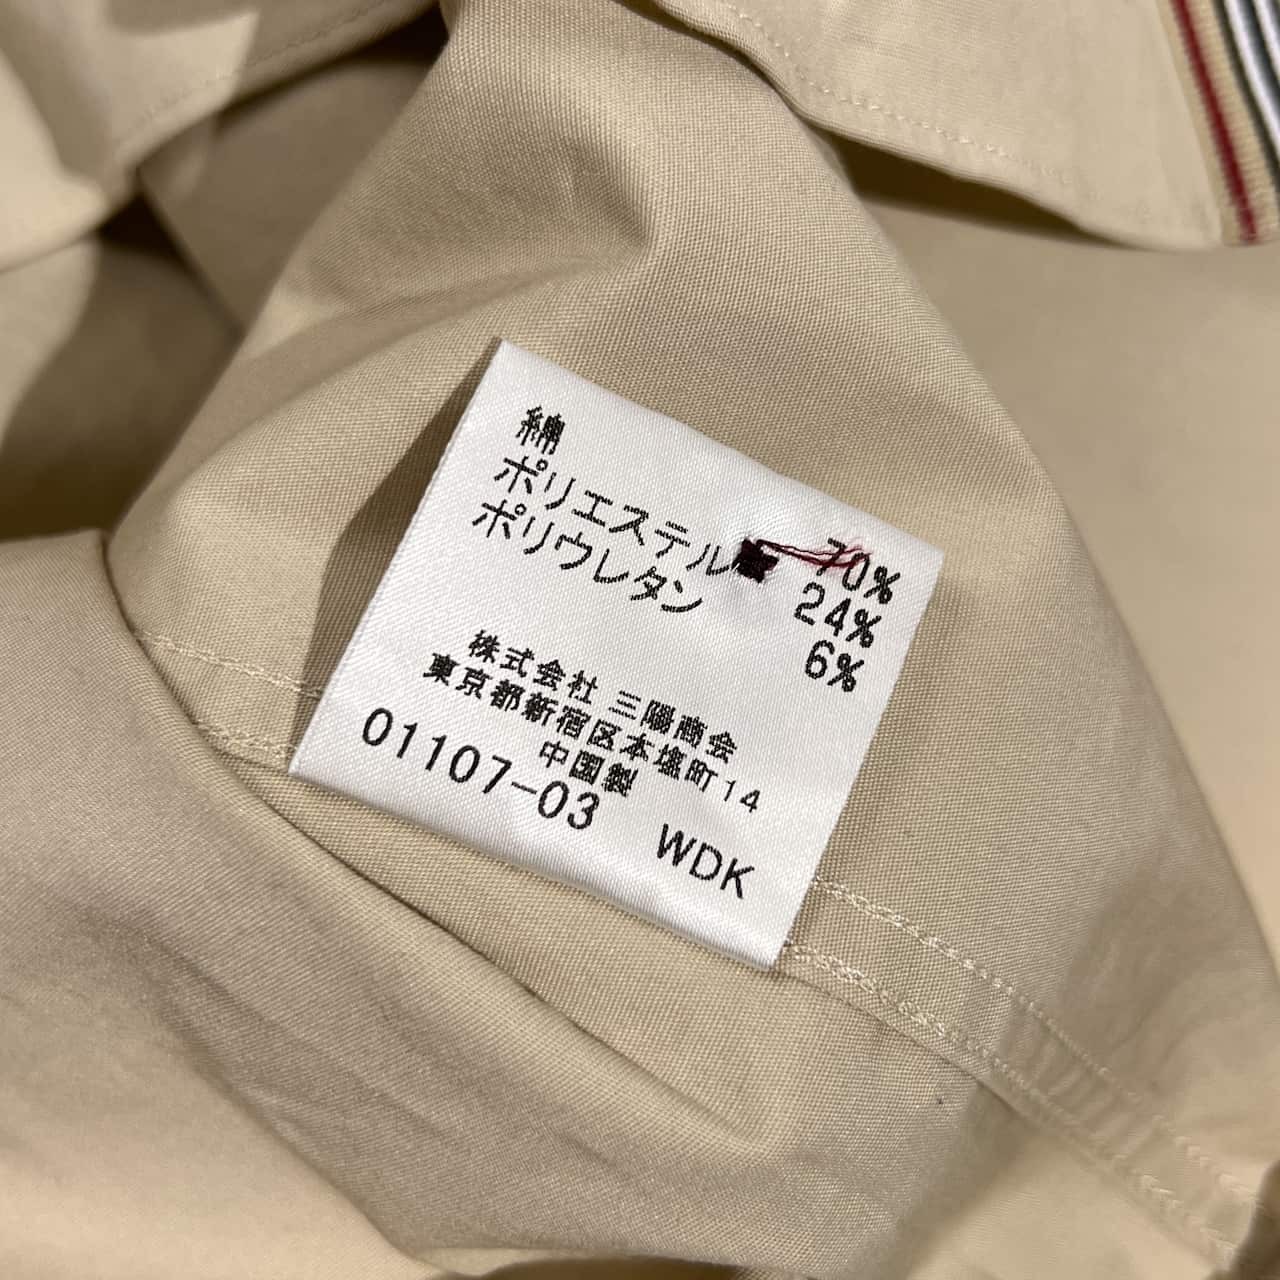 綿 70%
ポリエステル 24%
ポリウレタン 6%
株式会社 三陽商会
東京都新宿区本塩町14
中国製
01107-03 WDK